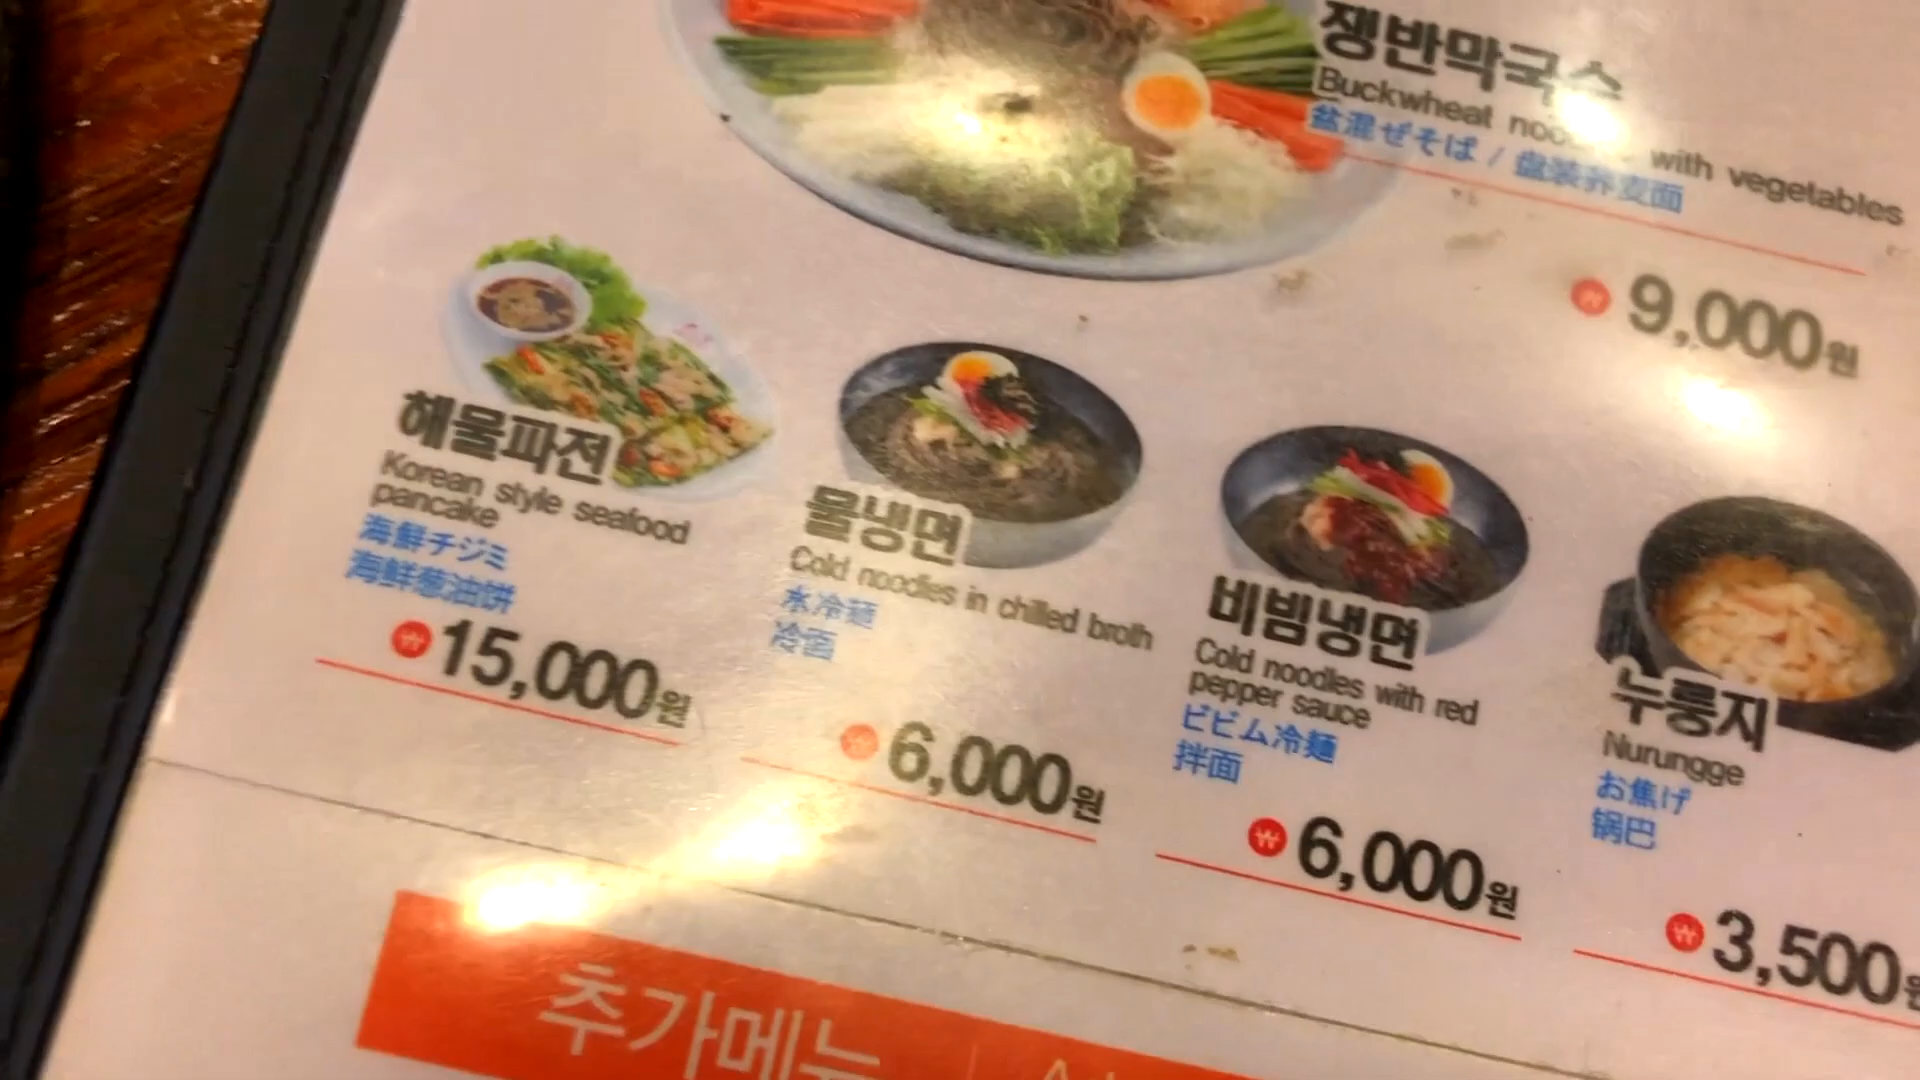 쟁반막국수
Buckwheat noodles with vegetables
盆混ぜそば / 盘装荞麦面
₩ 9,000원
해물파전
Korean style seafood
pancake
海鮮チヂミ
海鲜葱油饼
₩ 15,000원
물냉면
Cold noodles in chilled broth
水冷麺
冷面
₩ 6,000원
비빔냉면
Cold noodles with red
pepper sauce
ビビム冷麺
拌面
₩ 6,000원
누룽지
Nurungge
お焦げ
锅巴
₩ 3,500원
추가메뉴